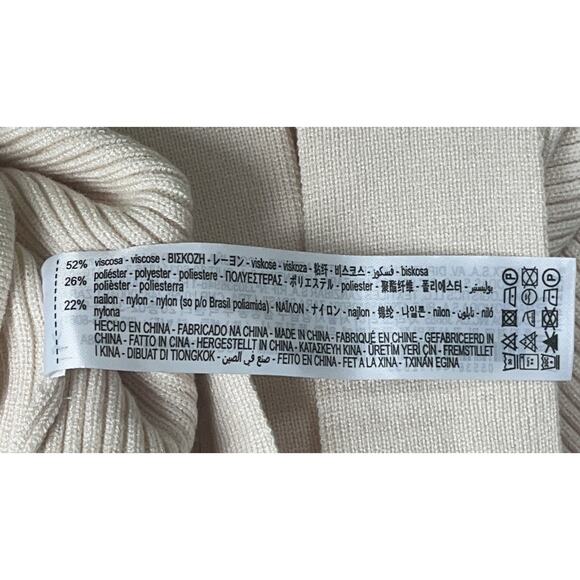 52% viscosa - viscose - ΒΙΣΚΟΖΗ - レーヨン - viskose - viskoza - 粘纤 - 비스코스 - فسكوز - biskosa
26% poliéster - polyester - poliestere - ΠΟΛΥΕΣΤΕΡΑΣ - ポリエステル - poliester - 聚酯纤维 - 폴리에스터 - بوليستير
polièster - poliesterra
22% naílon - nylon - nylon (so p/o Brasil poliamida) - ΝΑΪΛΟΝ - ナイロン - najlon - 锦纶 - 나일론 - nilon - نايلون - niló
nylona
HECHO EN CHINA - FABRICADO NA CHINA - MADE IN CHINA - FABRIQUÉ EN CHINE - GEFABRICEERD IN
CHINA - FATTO IN CINA - HERGESTELLT IN CHINA - ΚΑΤΑΣΚΕΥΗ ΚΙΝΑ - ÜRETİM YERİ ÇİN - FREMSTILLET
I KINA - DIBUAT DI TIONGKOK - صنع في الصين - FEITO EN CHINA - FET A LA XINA - TXINAN EGINA